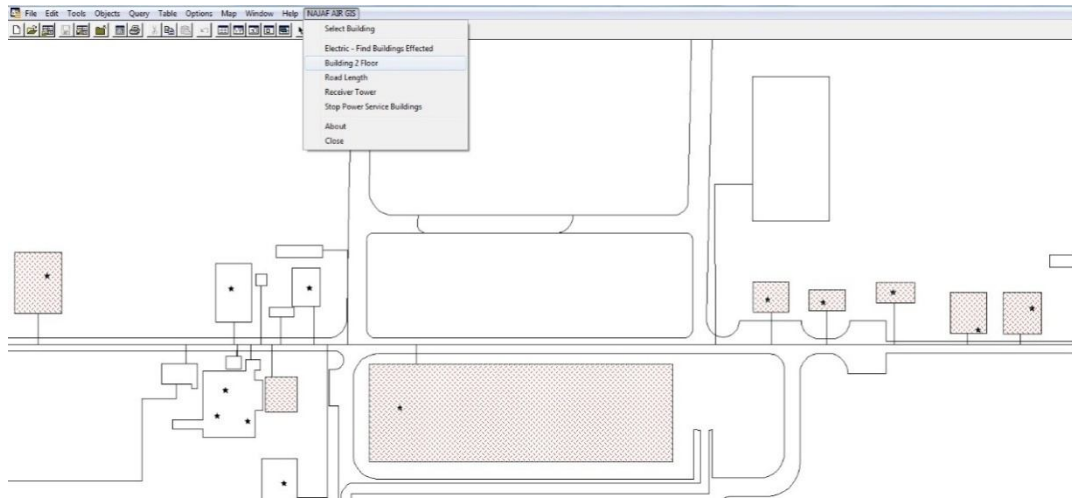 File Edit Tools Objects Query Table Options Map Window Help NAJAF AIR GIS
Select Building
Electric - Find Buildings Effected
Building 2 Floor
Road Length
Receiver Tower
Stop Power Service Buildings
About
Close